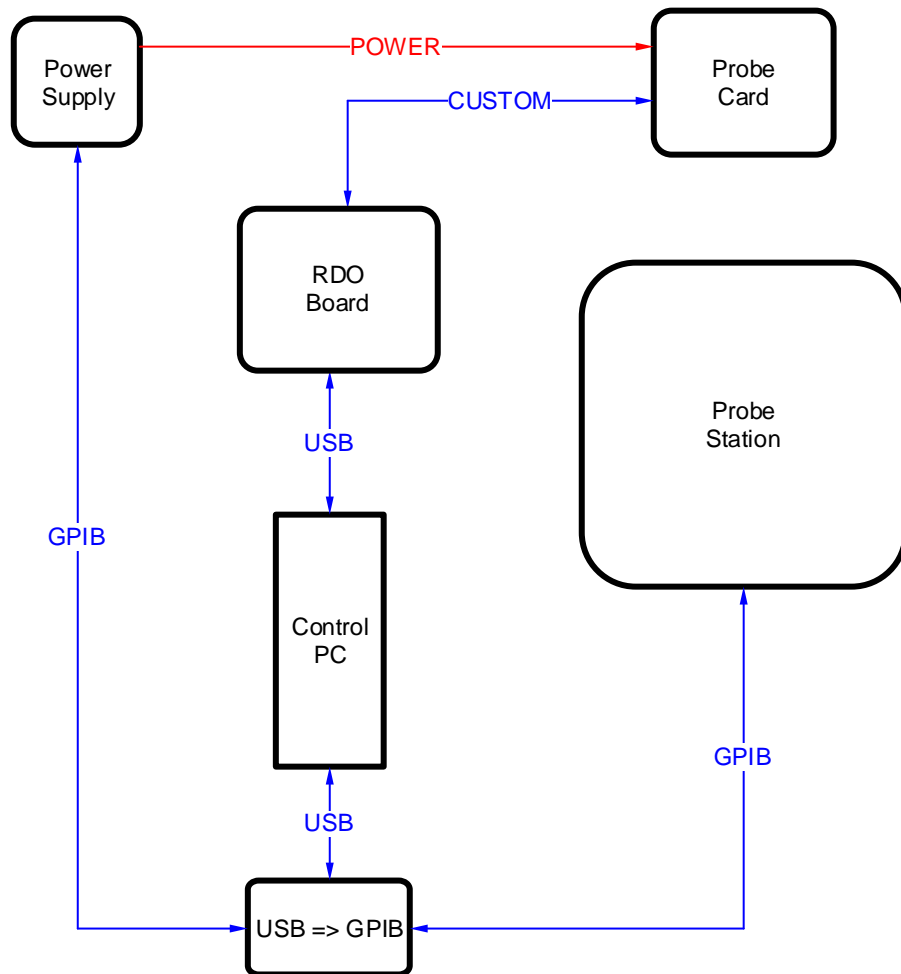 Power
Supply
POWER
Probe
Card
CUSTOM
RDO
Board
Probe
Station
USB
GPIB
Control
PC
GPIB
USB
USB => GPIB